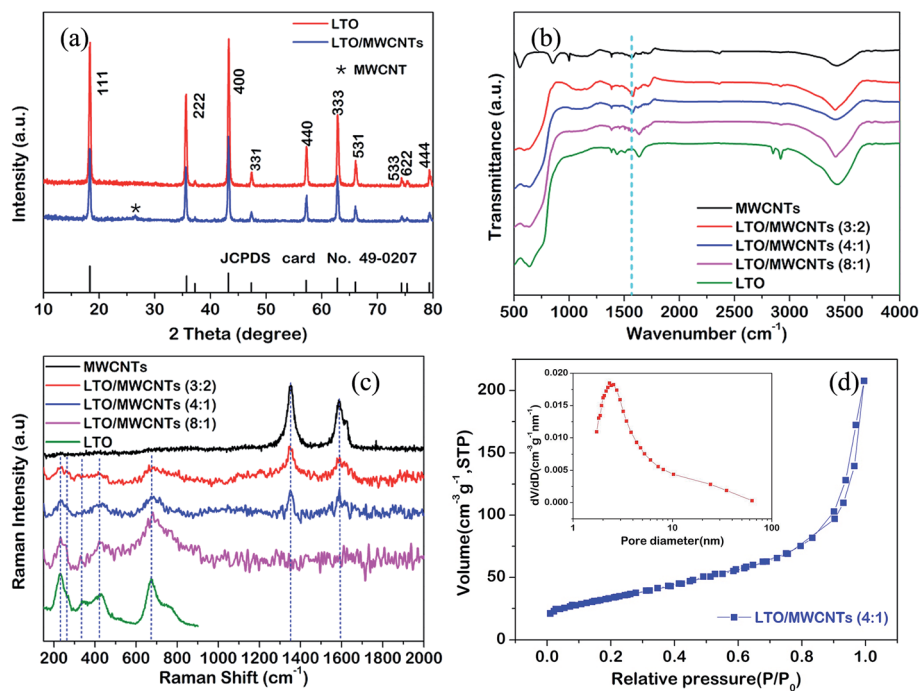 (a)
LTO
LTO/MWCNTs
* MWCNT
111
222
400
331
440
333
531
533
622
444
*
JCPDS card No. 49-0207
Intensity (a.u.)
10 20 30 40 50 60 70 80
2 Theta (degree)
(b)
MWCNTs
LTO/MWCNTs (3:2)
LTO/MWCNTs (4:1)
LTO/MWCNTs (8:1)
LTO
Transmittance (a.u.)
500 1000 1500 2000 2500 3000 3500 4000
Wavenumber (cm-1)
(c)
MWCNTs
LTO/MWCNTs (3:2)
LTO/MWCNTs (4:1)
LTO/MWCNTs (8:1)
LTO
Raman Intensity (a.u)
200 400 600 800 1000 1200 1400 1600 1800 2000
Raman Shift (cm-1)
(d)
200
150
100
50
0
Volume(cm-3g-1,STP)
0.020
0.015
0.010
0.005
0.000
dV/dD(cm-3g-1nm-1)
1 10 100
Pore diameter(nm)
LTO/MWCNTs (4:1)
0.0 0.2 0.4 0.6 0.8 1.0
Relative pressure(P/P0)